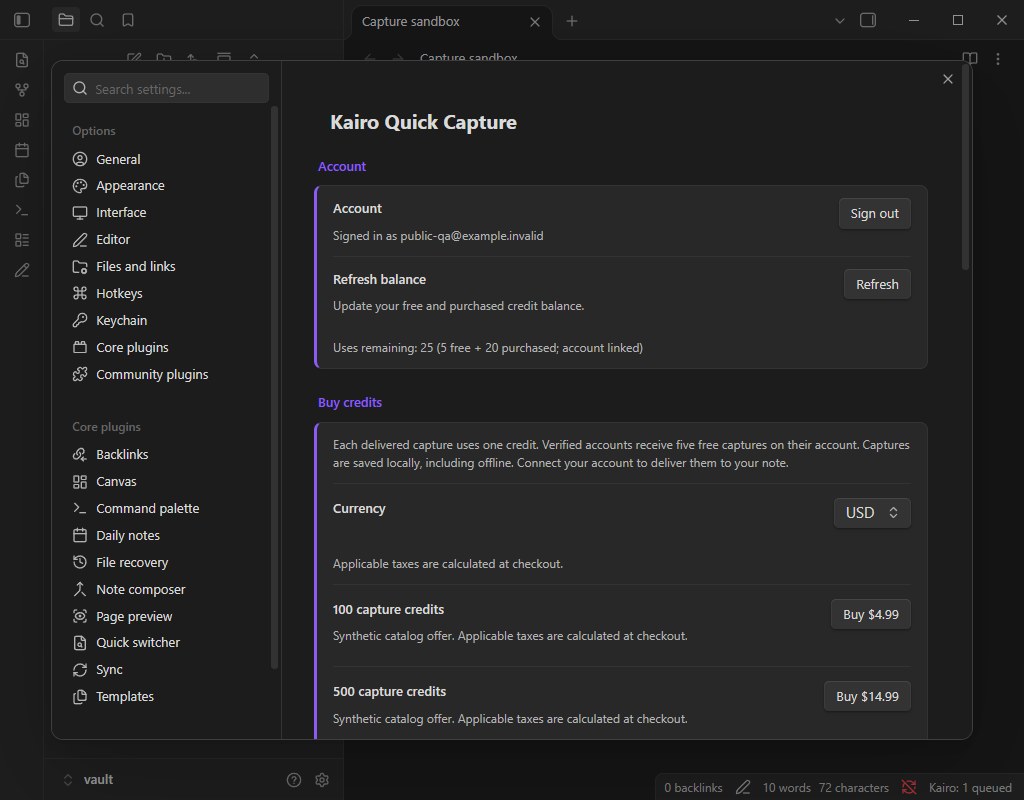 Capture sandbox
Capture sandbox
Search settings...
Options
General
Appearance
Interface
Editor
Files and links
Hotkeys
Keychain
Core plugins
Community plugins
Core plugins
Backlinks
Canvas
Command palette
Daily notes
File recovery
Note composer
Page preview
Quick switcher
Sync
Templates
Kairo Quick Capture
Account
Account
Sign out
Signed in as public-qa@example.invalid
Refresh balance
Refresh
Update your free and purchased credit balance.
Uses remaining: 25 (5 free + 20 purchased; account linked)
Buy credits
Each delivered capture uses one credit. Verified accounts receive five free captures on their account. Captures
are saved locally, including offline. Connect your account to deliver them to your note.
Currency
USD
Applicable taxes are calculated at checkout.
100 capture credits
Buy $4.99
Synthetic catalog offer. Applicable taxes are calculated at checkout.
500 capture credits
Buy $14.99
Synthetic catalog offer. Applicable taxes are calculated at checkout.
vault
0 backlinks
10 words
72 characters
Kairo: 1 queued